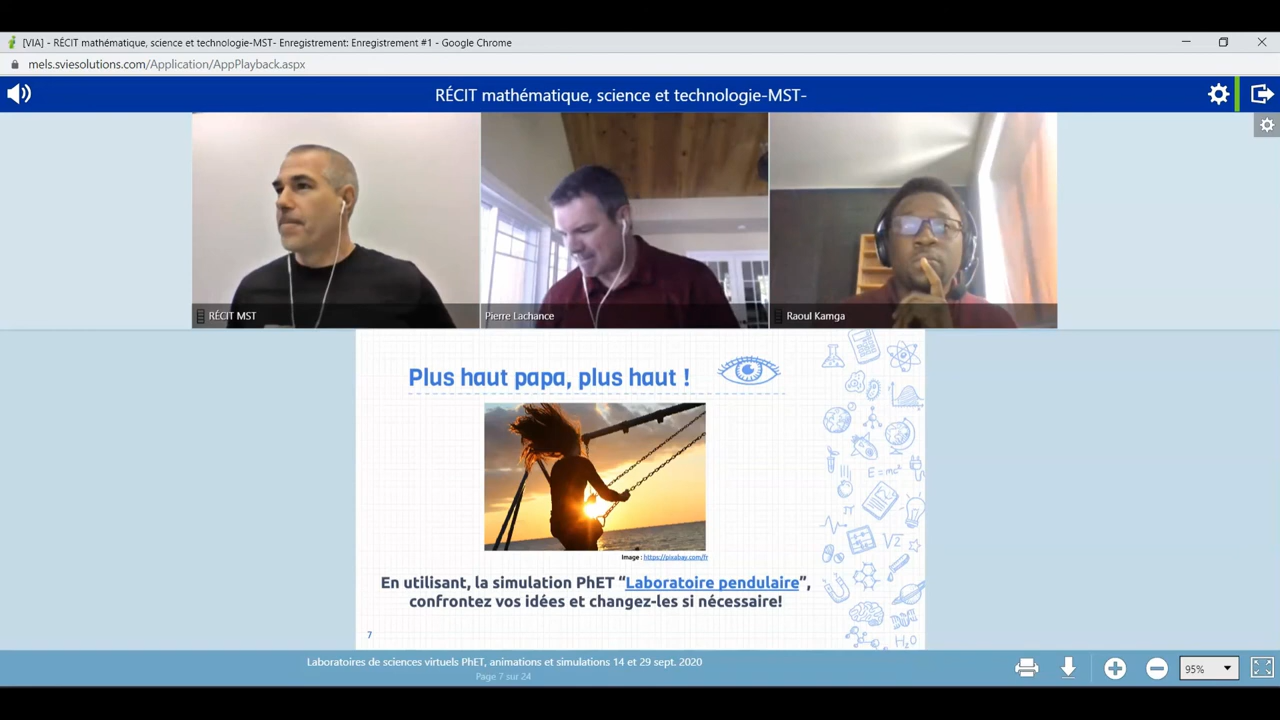 [VIA] - RÉCIT mathématique, science et technologie-MST- Enregistrement: Enregistrement #1 - Google Chrome
mels.sviesolutions.com/Application/AppPlayback.aspx
RÉCIT mathématique, science et technologie-MST-
RÉCIT MST
Pierre Lachance
Raoul Kamga
Plus haut papa, plus haut !
Image : https://pixabay.com/fr
En utilisant, la simulation PhET “Laboratoire pendulaire”,
confrontez vos idées et changez-les si nécessaire!
E=mc²
π
√2
H₂O
7
Laboratoires de sciences virtuels PhET, animations et simulations 14 et 29 sept. 2020
Page 7 sur 24
95%